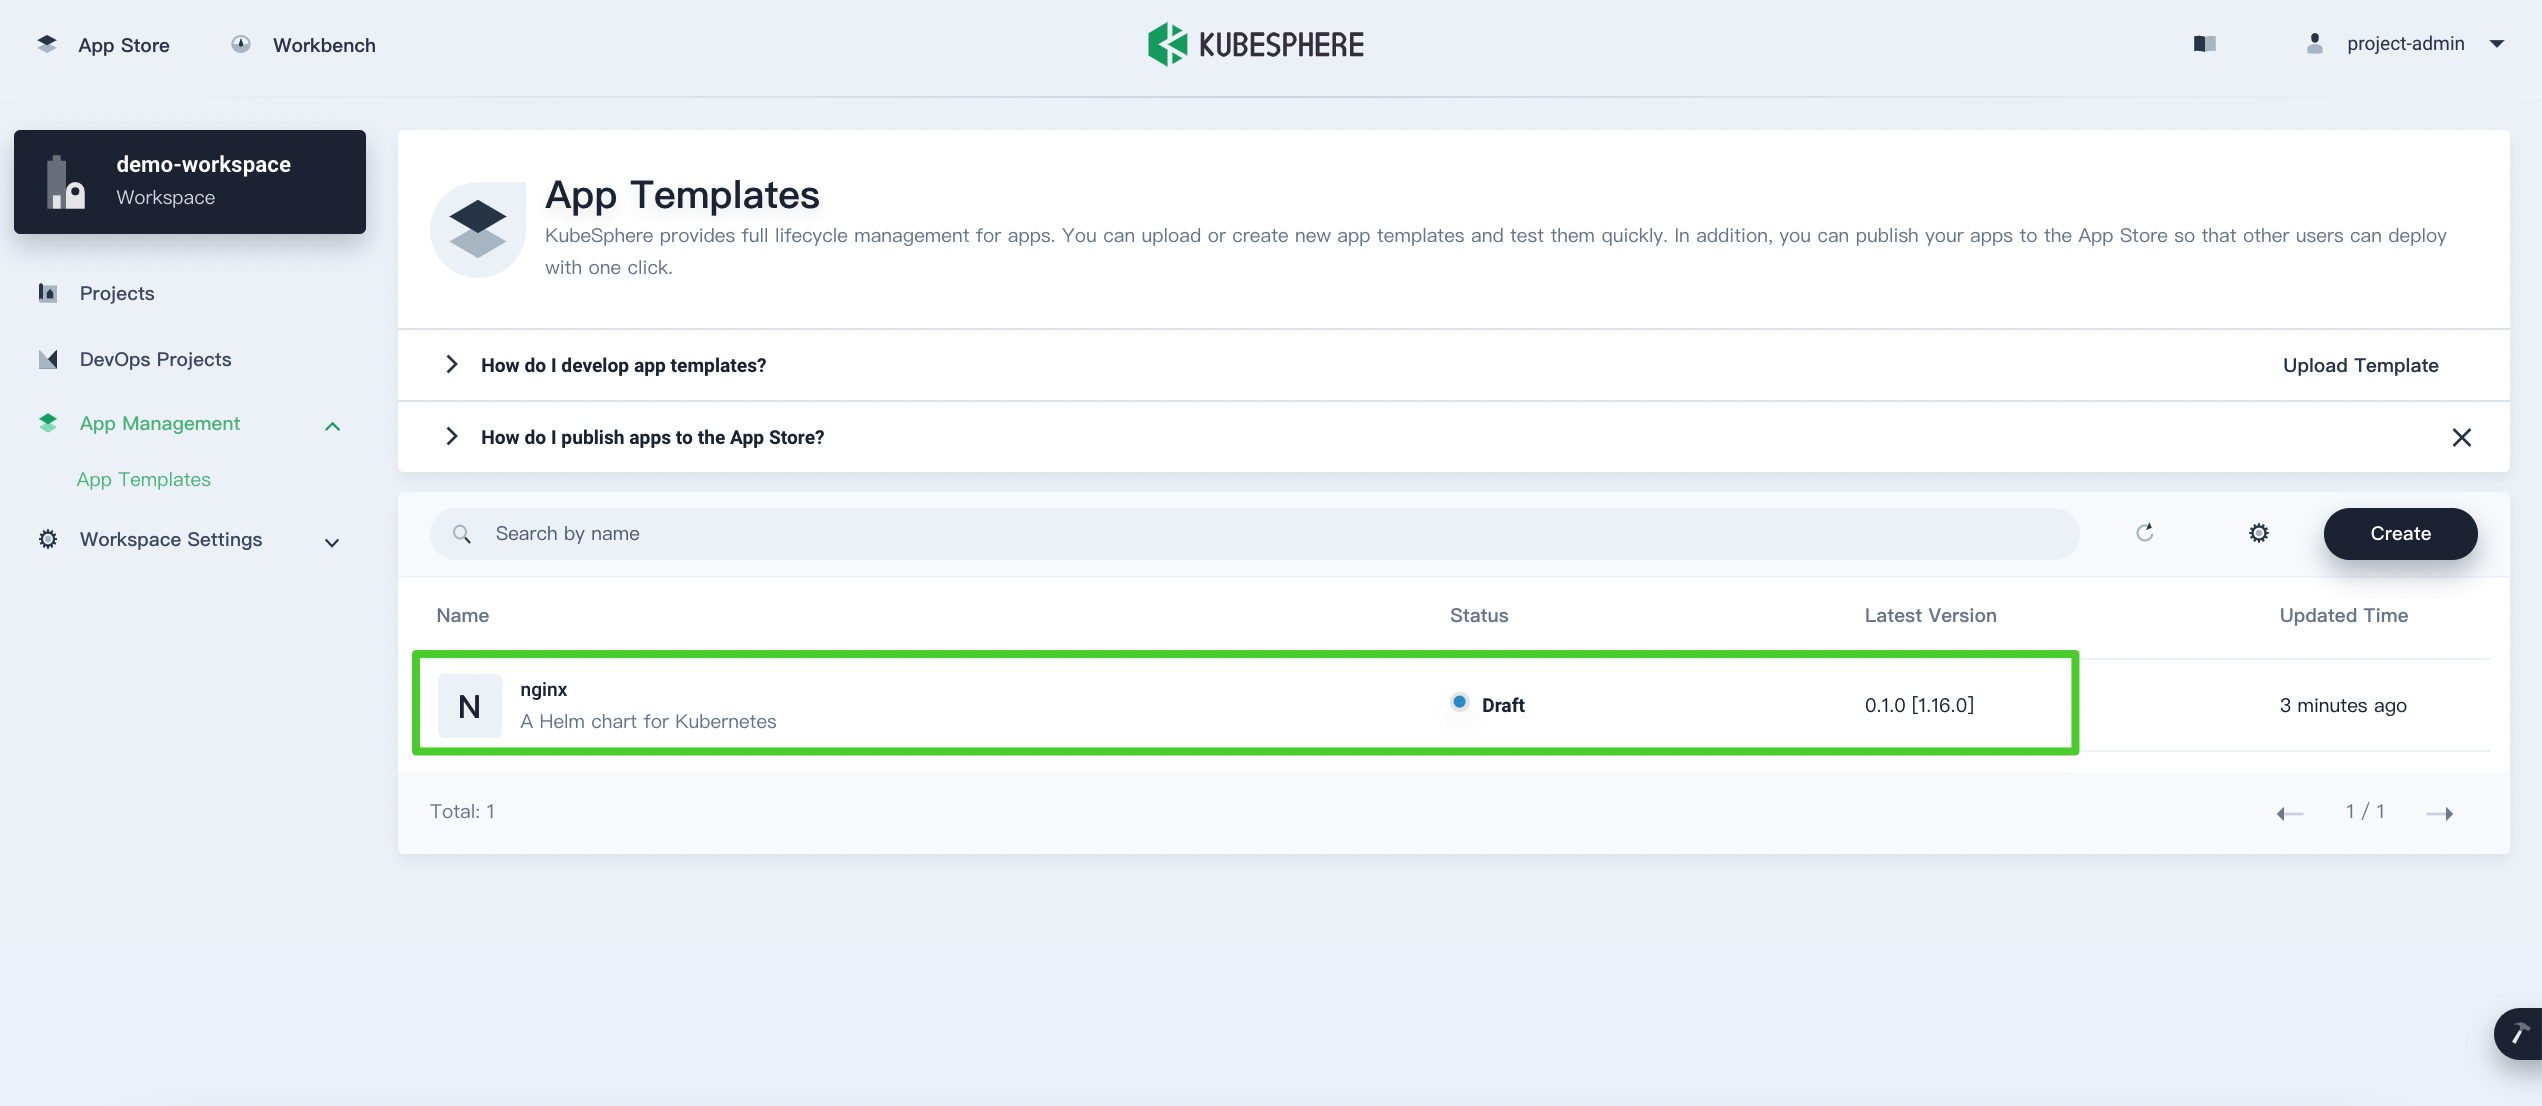 App Store
Workbench
KUBESPHERE
project-admin
demo-workspace
Workspace
Projects
DevOps Projects
App Management
App Templates
Workspace Settings
App Templates
KubeSphere provides full lifecycle management for apps. You can upload or create new app templates and test them quickly. In addition, you can publish your apps to the App Store so that other users can deploy
with one click.
How do I develop app templates?
Upload Template
How do I publish apps to the App Store?
Search by name
Create
Name Status Latest Version Updated Time
N
nginx
A Helm chart for Kubernetes
Draft
0.1.0 [1.16.0]
3 minutes ago
Total: 1
1 / 1